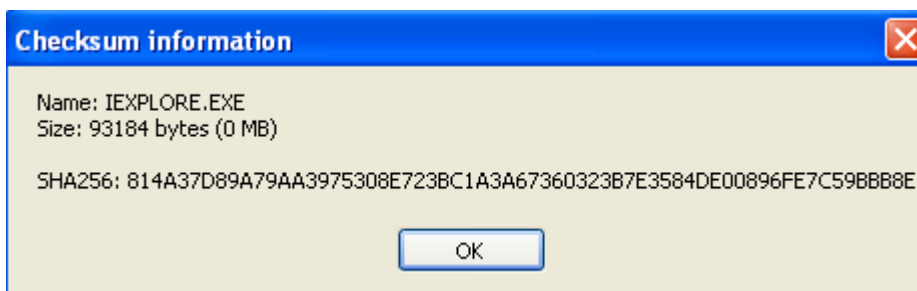 Checksum information
Name: IEXPLORE.EXE
Size: 93184 bytes (0 MB)
SHA256: 814A37D89A79AA3975308E723BC1A3A67360323B7E3584DE00896FE7C59BBB8E
OK